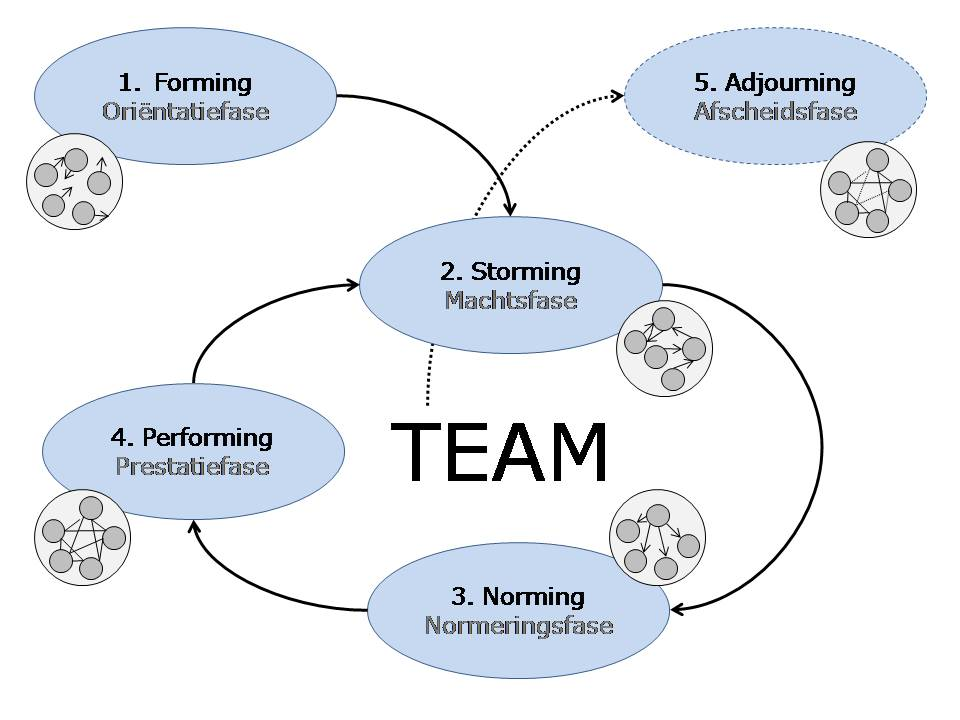 1. Forming
Oriëntatiefase
5. Adjourning
Afscheidsfase
2. Storming
Machtsfase
4. Performing
Prestatiefase
TEAM
3. Norming
Normeringsfase